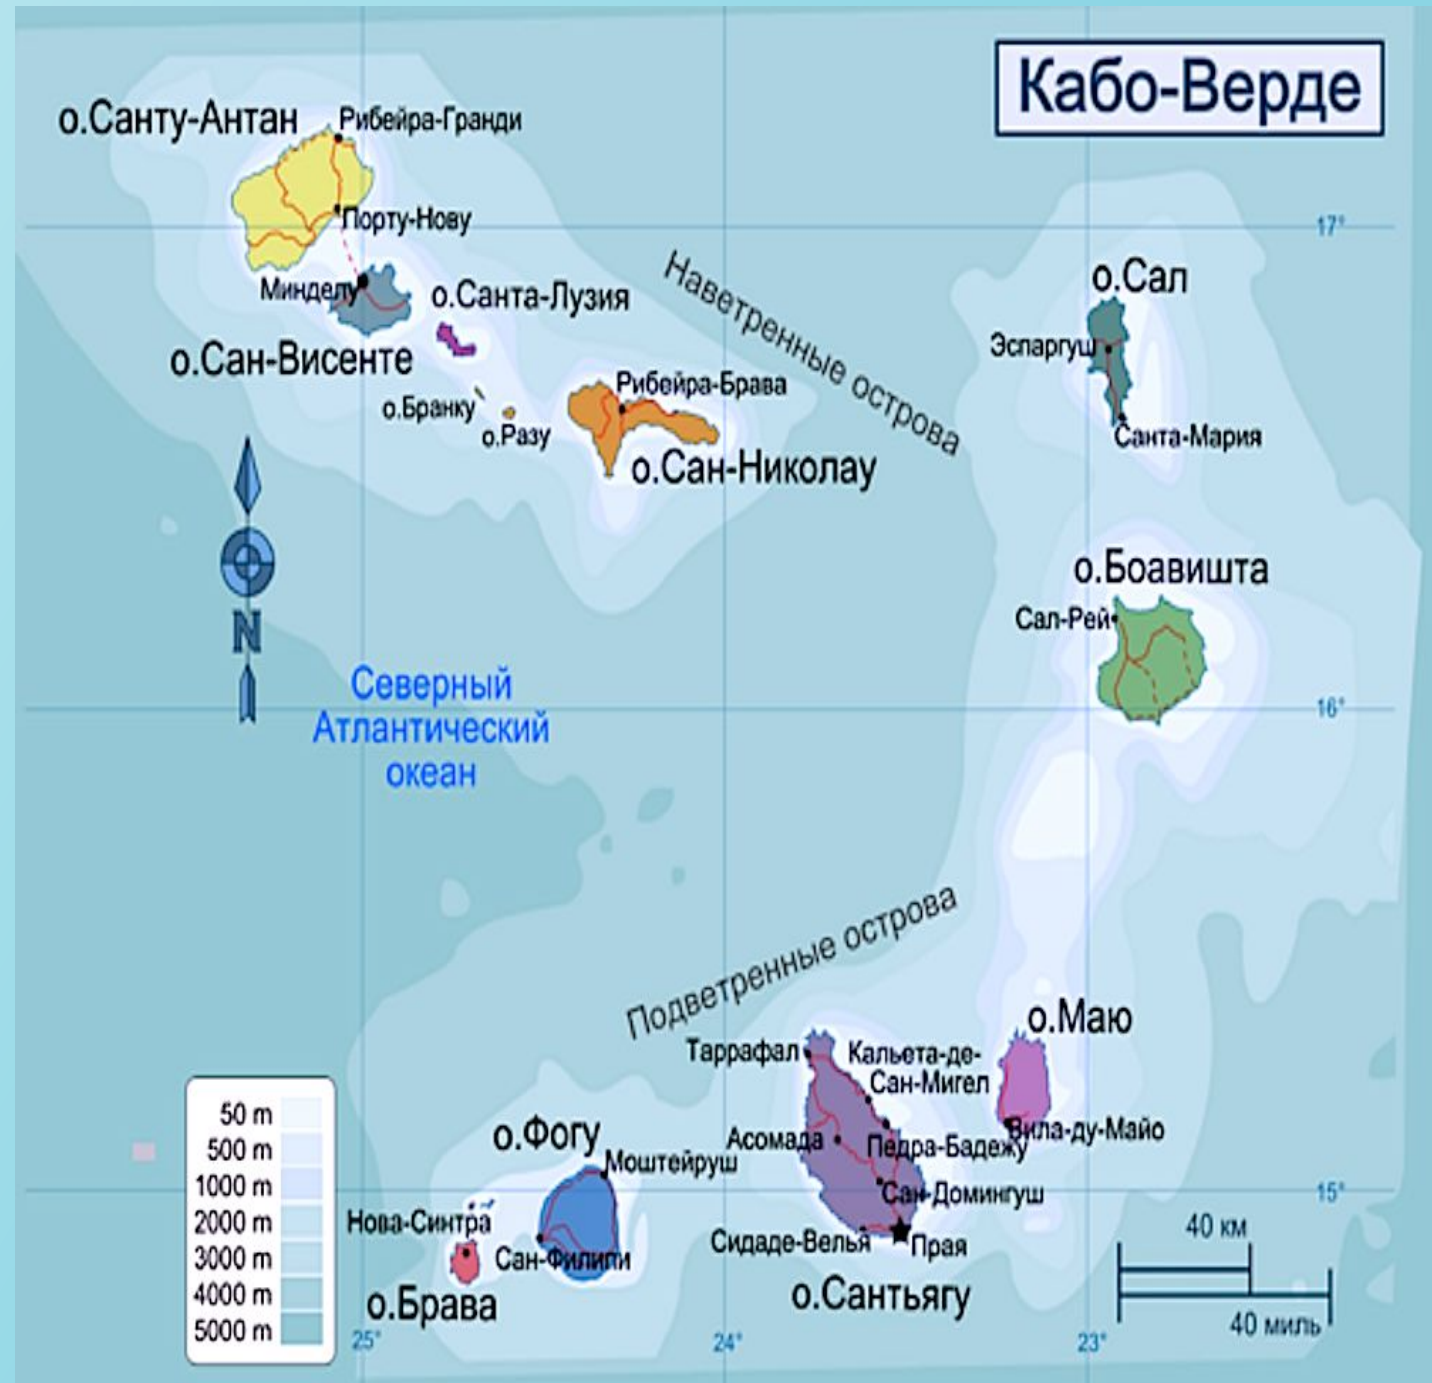 Кабо-Верде
о.Санту-Антан
Рибейра-Гранди
Порту-Нову
17°
Минделу
о.Санта-Лузия
о.Сан-Висенте
Наветренные острова
о.Сал
Эспаргуш
Санта-Мария
о.Бранку
о.Разу
Рибейра-Брава
о.Сан-Николау
N
о.Боавишта
Сал-Рей
16°
Северный
Атлантический
океан
Подветренные острова
о.Маю
Таррафал
Кальета-де-
Сан-Мигел
Асомада
Педра-Бадежу
Вила-ду-Майо
о.Фогу
Моштейруш
Сан-Домингуш
15°
Нова-Синтра
Сан-Филипи
Сидаде-Велья
Прая
о.Брава
о.Сантьягу
40 км
40 миль
50 m
500 m
1000 m
2000 m
3000 m
4000 m
5000 m
25°
24°
23°